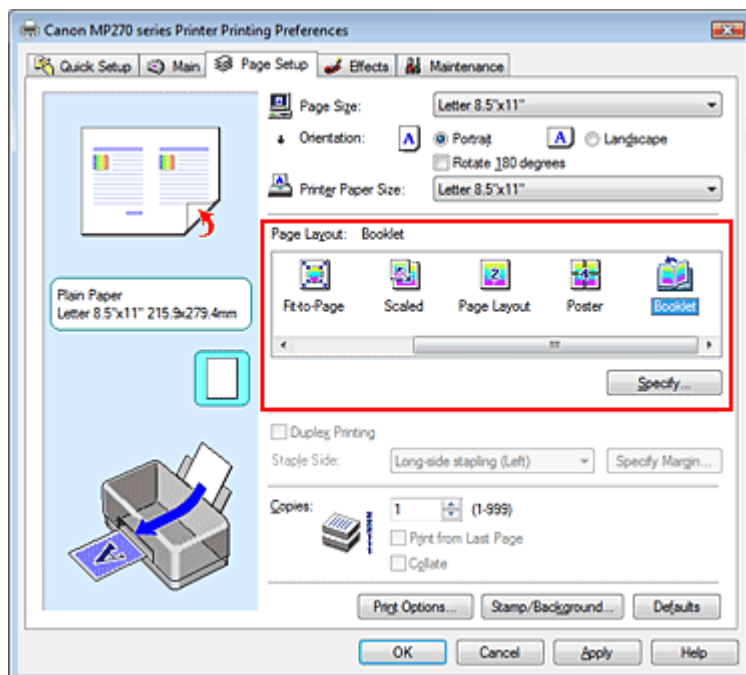 Canon MP270 series Printer Printing Preferences
Quick Setup Main Page Setup Effects Maintenance
Page Size: Letter 8.5"x11"
Orientation: A Portrait A Landscape
Rotate 180 degrees
Printer Paper Size: Letter 8.5"x11"
Page Layout: Booklet
Fit-to-Page Scaled Page Layout Poster Booklet
Specify...
Plain Paper
Letter 8.5"x11" 215.9x279.4mm
Duplex Printing
Staple Side: Long-side stapling (Left) Specify Margin...
Copies: 1 (1-999)
Print from Last Page
Collate
Print Options... Stamp/Background... Defaults
OK Cancel Apply Help